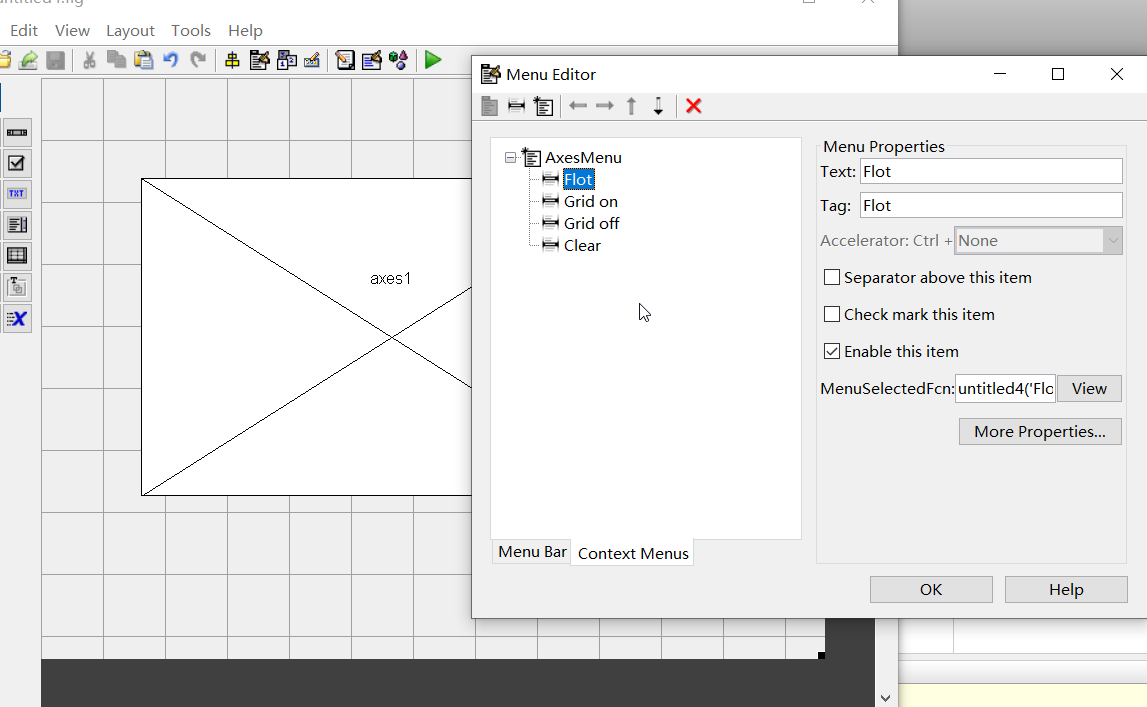 Edit View Layout Tools Help
Menu Editor
TXT
axes1
AxesMenu
Flot
Grid on
Grid off
Clear
Menu Bar
Context Menus
Menu Properties
Text: Flot
Tag: Flot
Accelerator: Ctrl + None
Separator above this item
Check mark this item
Enable this item
MenuSelectedFcn: untitled4('Flo View
More Properties...
OK Help